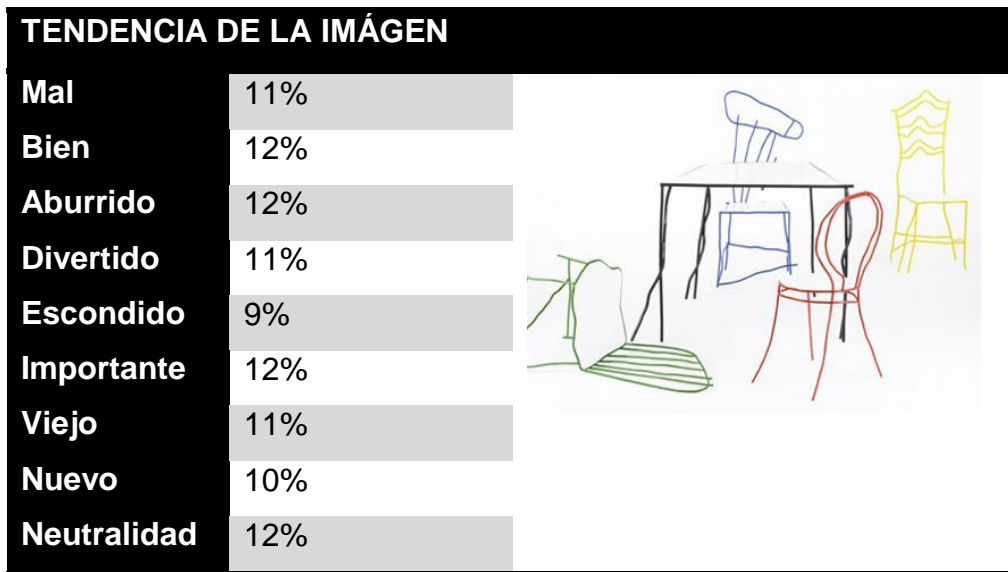 TENDENCIA DE LA IMÁGEN
Mal 11%
Bien 12%
Aburrido 12%
Divertido 11%
Escondido 9%
Importante 12%
Viejo 11%
Nuevo 10%
Neutralidad 12%